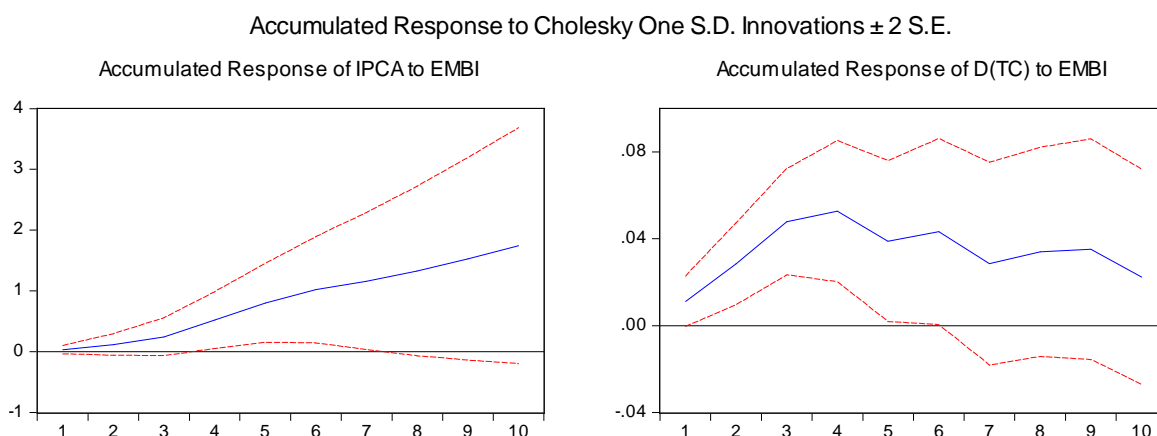 Accumulated Response to Cholesky One S.D. Innovations ± 2 S.E.
Accumulated Response of IPCA to EMBI
4
3
2
1
0
-1
1 2 3 4 5 6 7 8 9 10
Accumulated Response of D(TC) to EMBI
.08
.04
.00
-.04
1 2 3 4 5 6 7 8 9 10